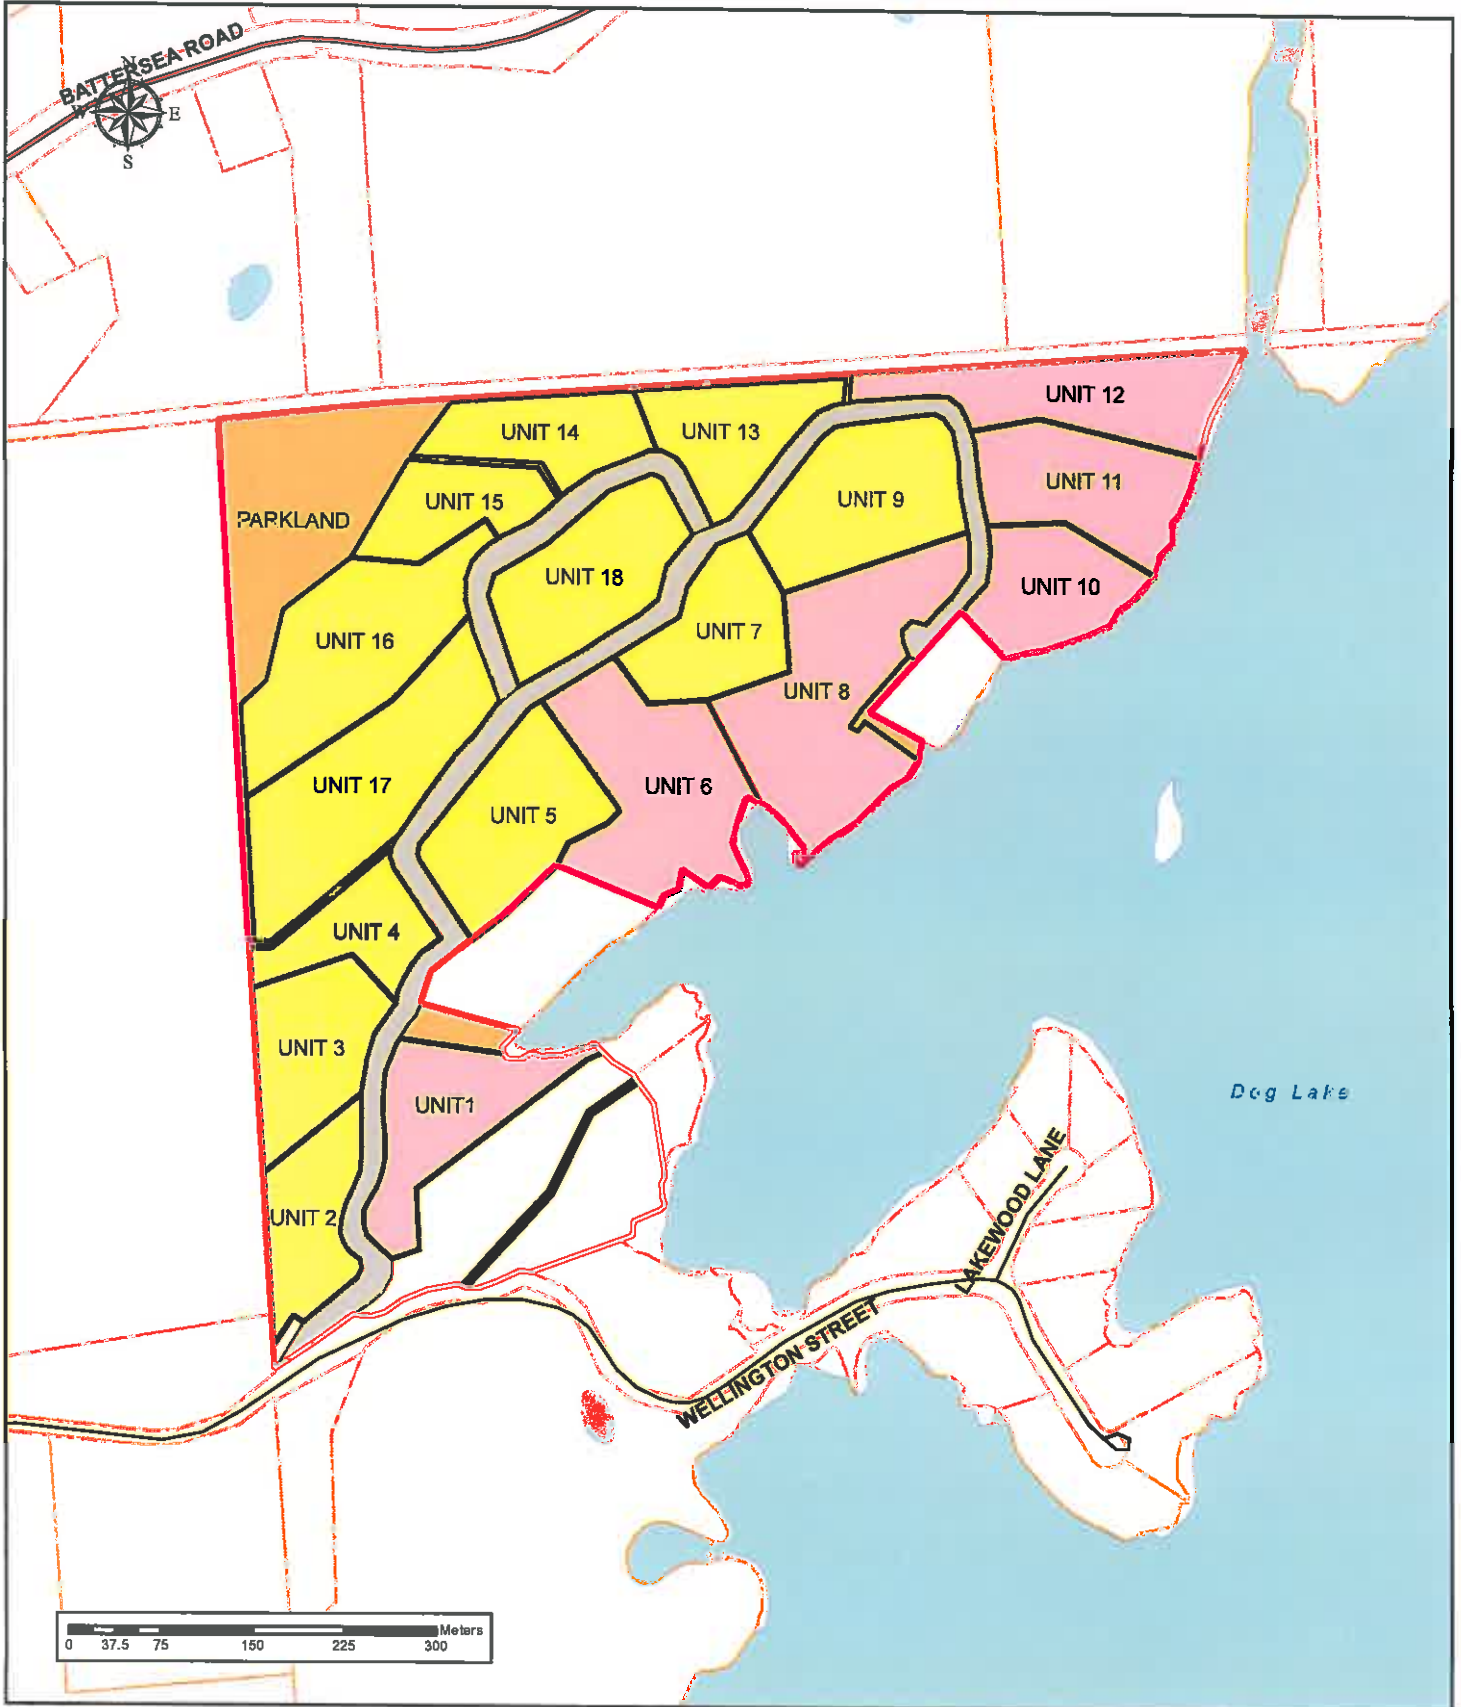 BATTERSEA ROAD
N
W
E
S
UNIT 12
UNIT 14
UNIT 13
UNIT 11
UNIT 15
UNIT 9
PARKLAND
UNIT 18
UNIT 10
UNIT 16
UNIT 7
UNIT 8
UNIT 17
UNIT 6
UNIT 5
UNIT 4
UNIT 3
Dog Lake
UNIT1
LAKEWOOD LANE
UNIT 2
WELLINGTON STREET
Meters
0 37.5 75 150 225 300